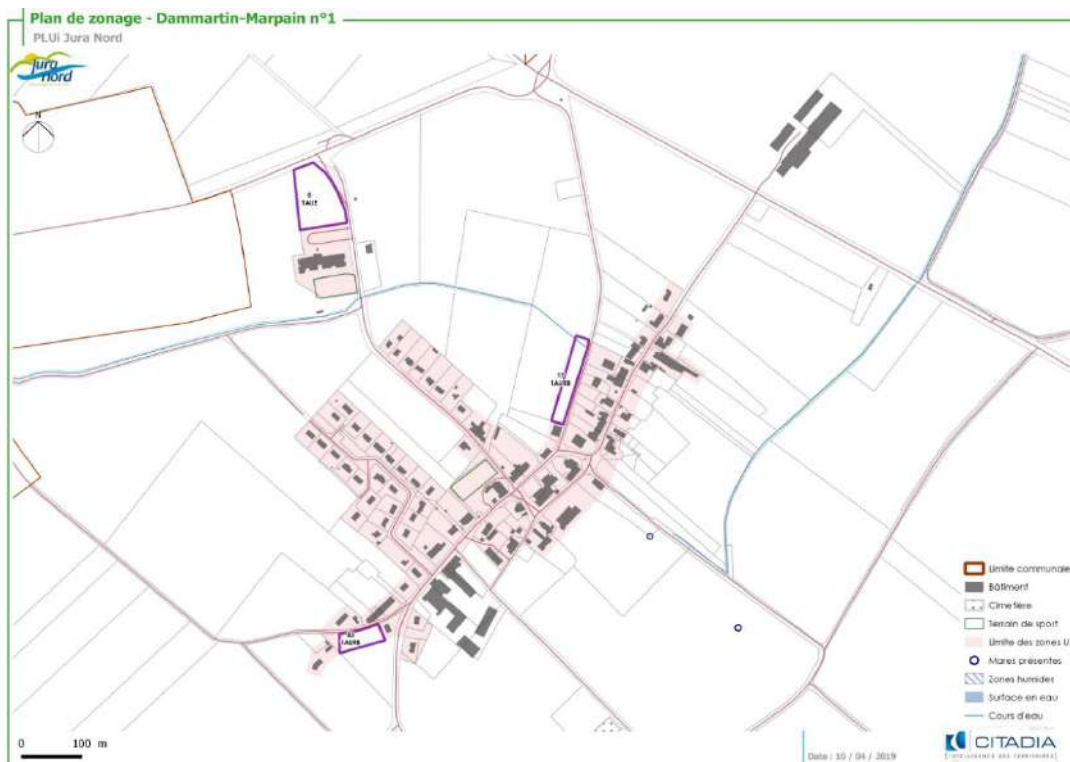 Plan de zonage - Dammartin-Marpain n°1
PLUi Jura Nord
jura
nord
N
1AUE
1AURB
1AURB
Limite communale
Bâtiment
Cimetière
Terrain de sport
Limite des zones U
Mares présentes
Zones humides
Surface en eau
Cours d'eau
0 100 m
Date : 10 / 04 / 2019
CITADIA